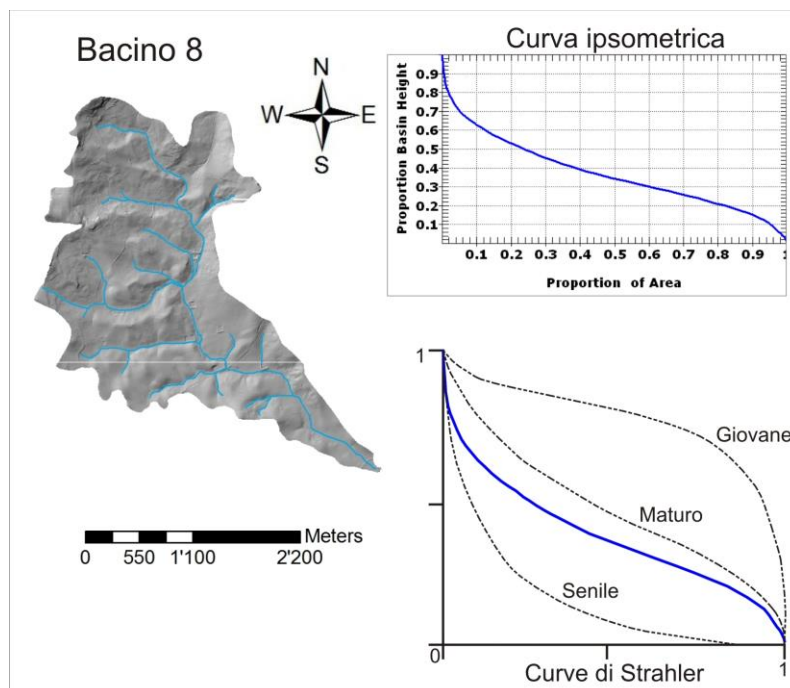 Bacino 8
N
W E
S
Meters
0 550 1'100 2'200
Curva ipsometrica
Proportion Basin Height
0.9
0.8
0.7
0.6
0.5
0.4
0.3
0.2
0.1
0.1 0.2 0.3 0.4 0.5 0.6 0.7 0.8 0.9 1
Proportion of Area
1
Giovane
Maturo
Senile
0 1
Curve di Strahler